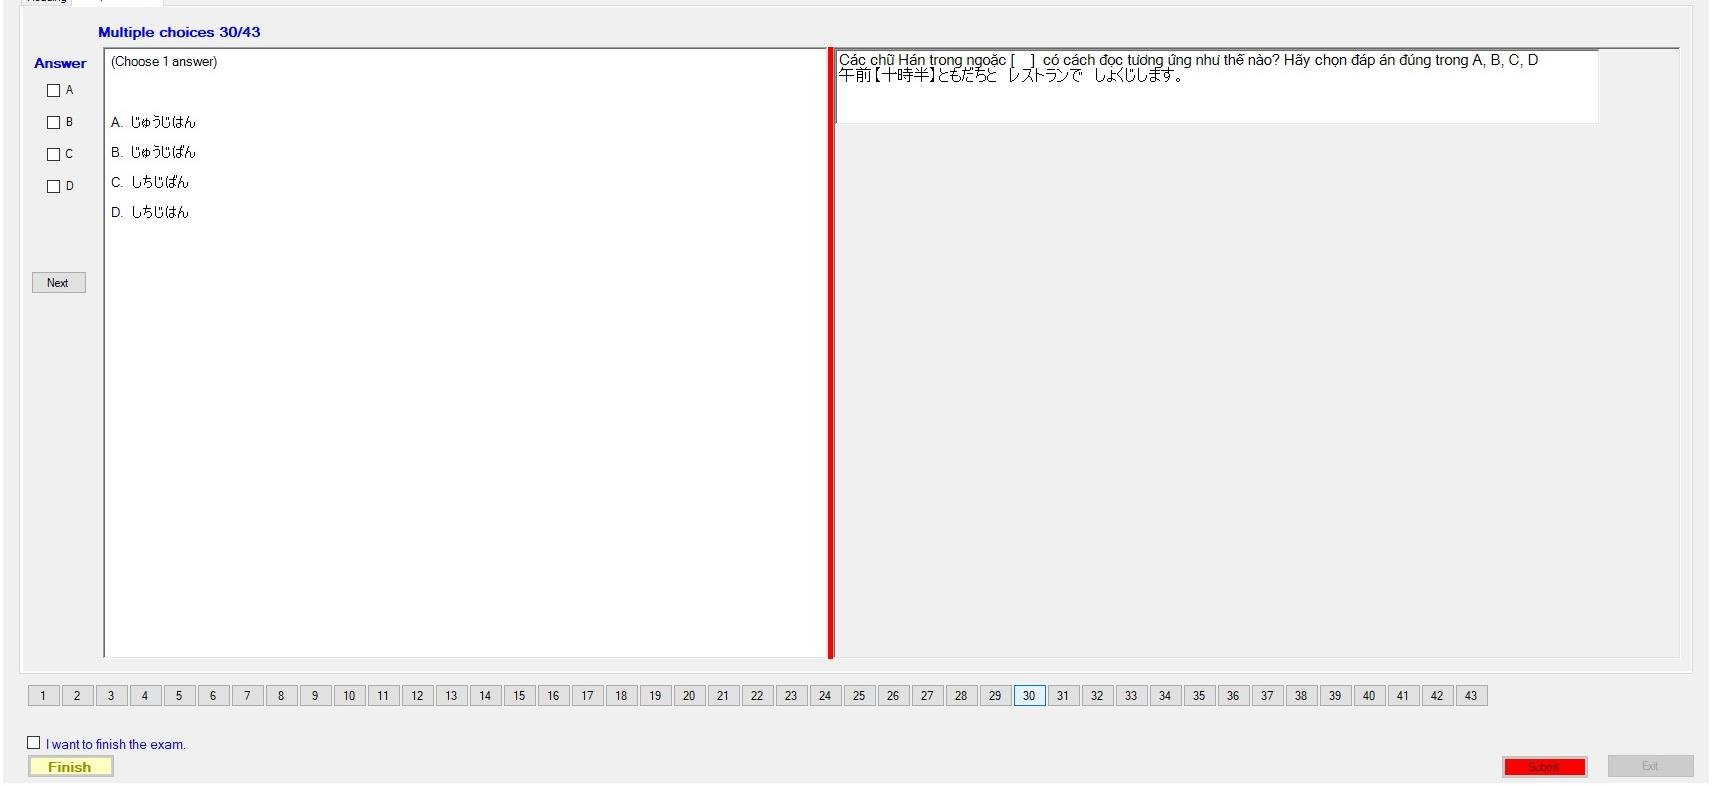 Multiple choices 30/43
Answer
(Choose 1 answer)
A
B
C
D
A. じゅうじはん
B. じゅうじばん
C. しちじばん
D. しちじはん
Next
Các chữ Hán trong ngoặc [ ] có cách đọc tương ứng như thế nào? Hãy chọn đáp án đúng trong A, B, C, D
午前【十時半】ともだちと レストランで しょくじします。
1 2 3 4 5 6 7 8 9 10 11 12 13 14 15 16 17 18 19 20 21 22 23 24 25 26 27 28 29 30 31 32 33 34 35 36 37 38 39 40 41 42 43
I want to finish the exam.
Finish
Submit
Exit